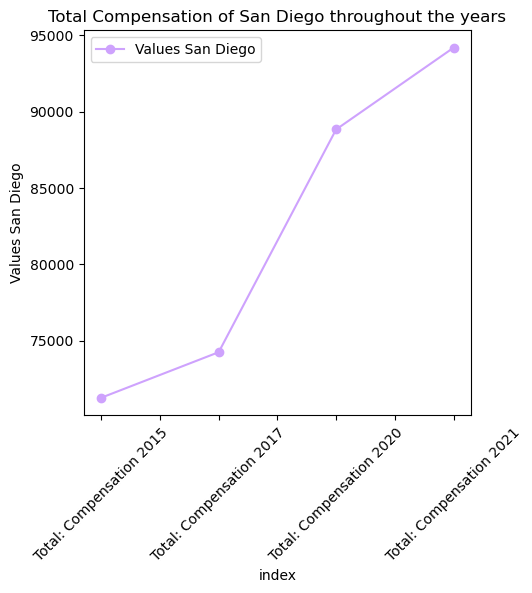 Total Compensation of San Diego throughout the years
95000
Values San Diego
90000
85000
80000
75000
Values San Diego
Total: Compensation 2015
Total: Compensation 2017
Total: Compensation 2020
Total: Compensation 2021
index